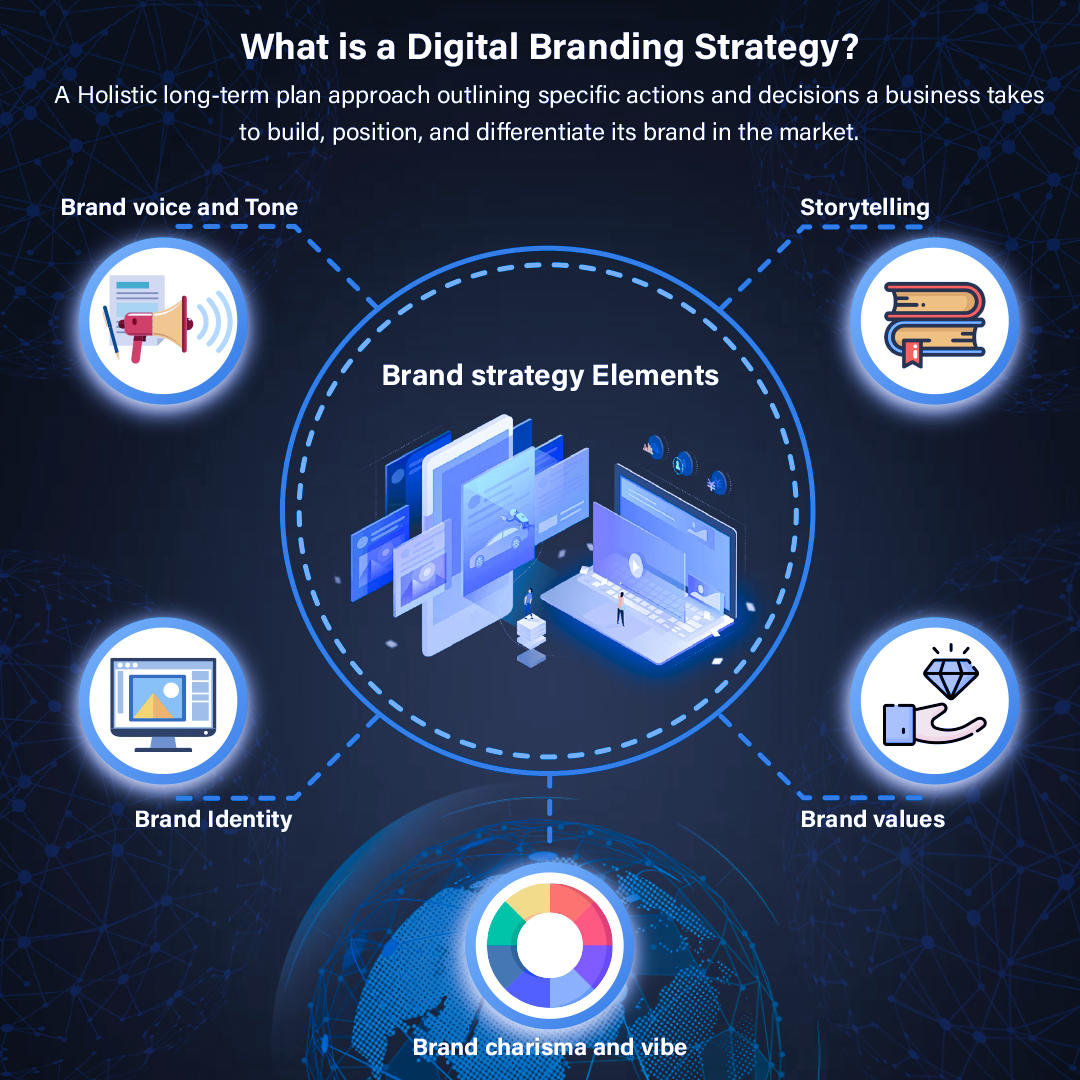 What is a Digital Branding Strategy?
A Holistic long-term plan approach outlining specific actions and decisions a business takes
to build, position, and differentiate its brand in the market.
Brand voice and Tone
Storytelling
Brand strategy Elements
Brand Identity
Brand values
Brand charisma and vibe